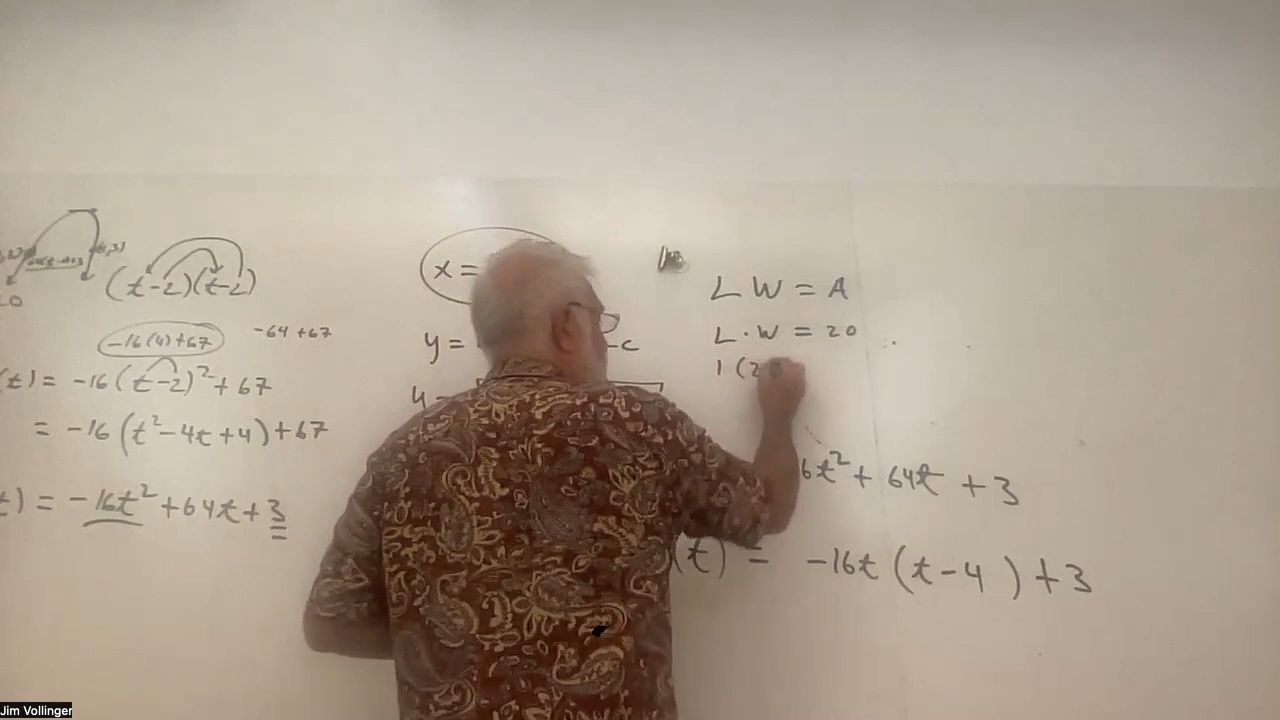 (t-2)(t-2)
-16(4)+67
-64+67
(t) = -16(t-2)²+67
= -16(t²-4t+4)+67
t) = -16t²+64t+3
x =
y =
-c
L W = A
L · W = 20
1 (2
6t² + 64t + 3
(t) = -16t (t-4) +3
Jim Vollinger